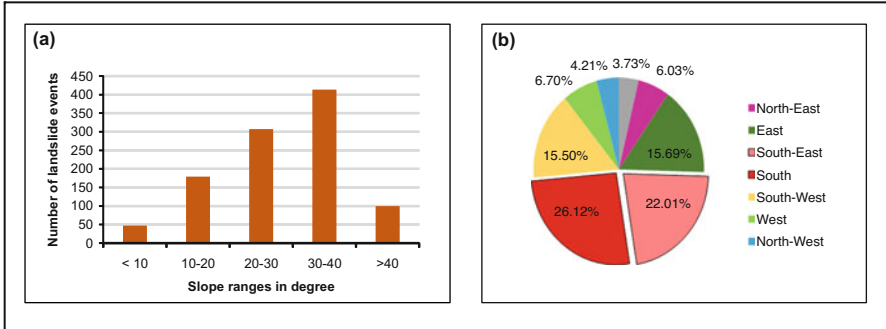 (a)
Number of landslide events
450
400
350
300
250
200
150
100
50
0
< 10 10-20 20-30 30-40 >40
Slope ranges in degree
(b)
4.21% 3.73%
6.70% 6.03%
15.50% 15.69%
26.12% 22.01%
North-East
East
South-East
South
South-West
West
North-West